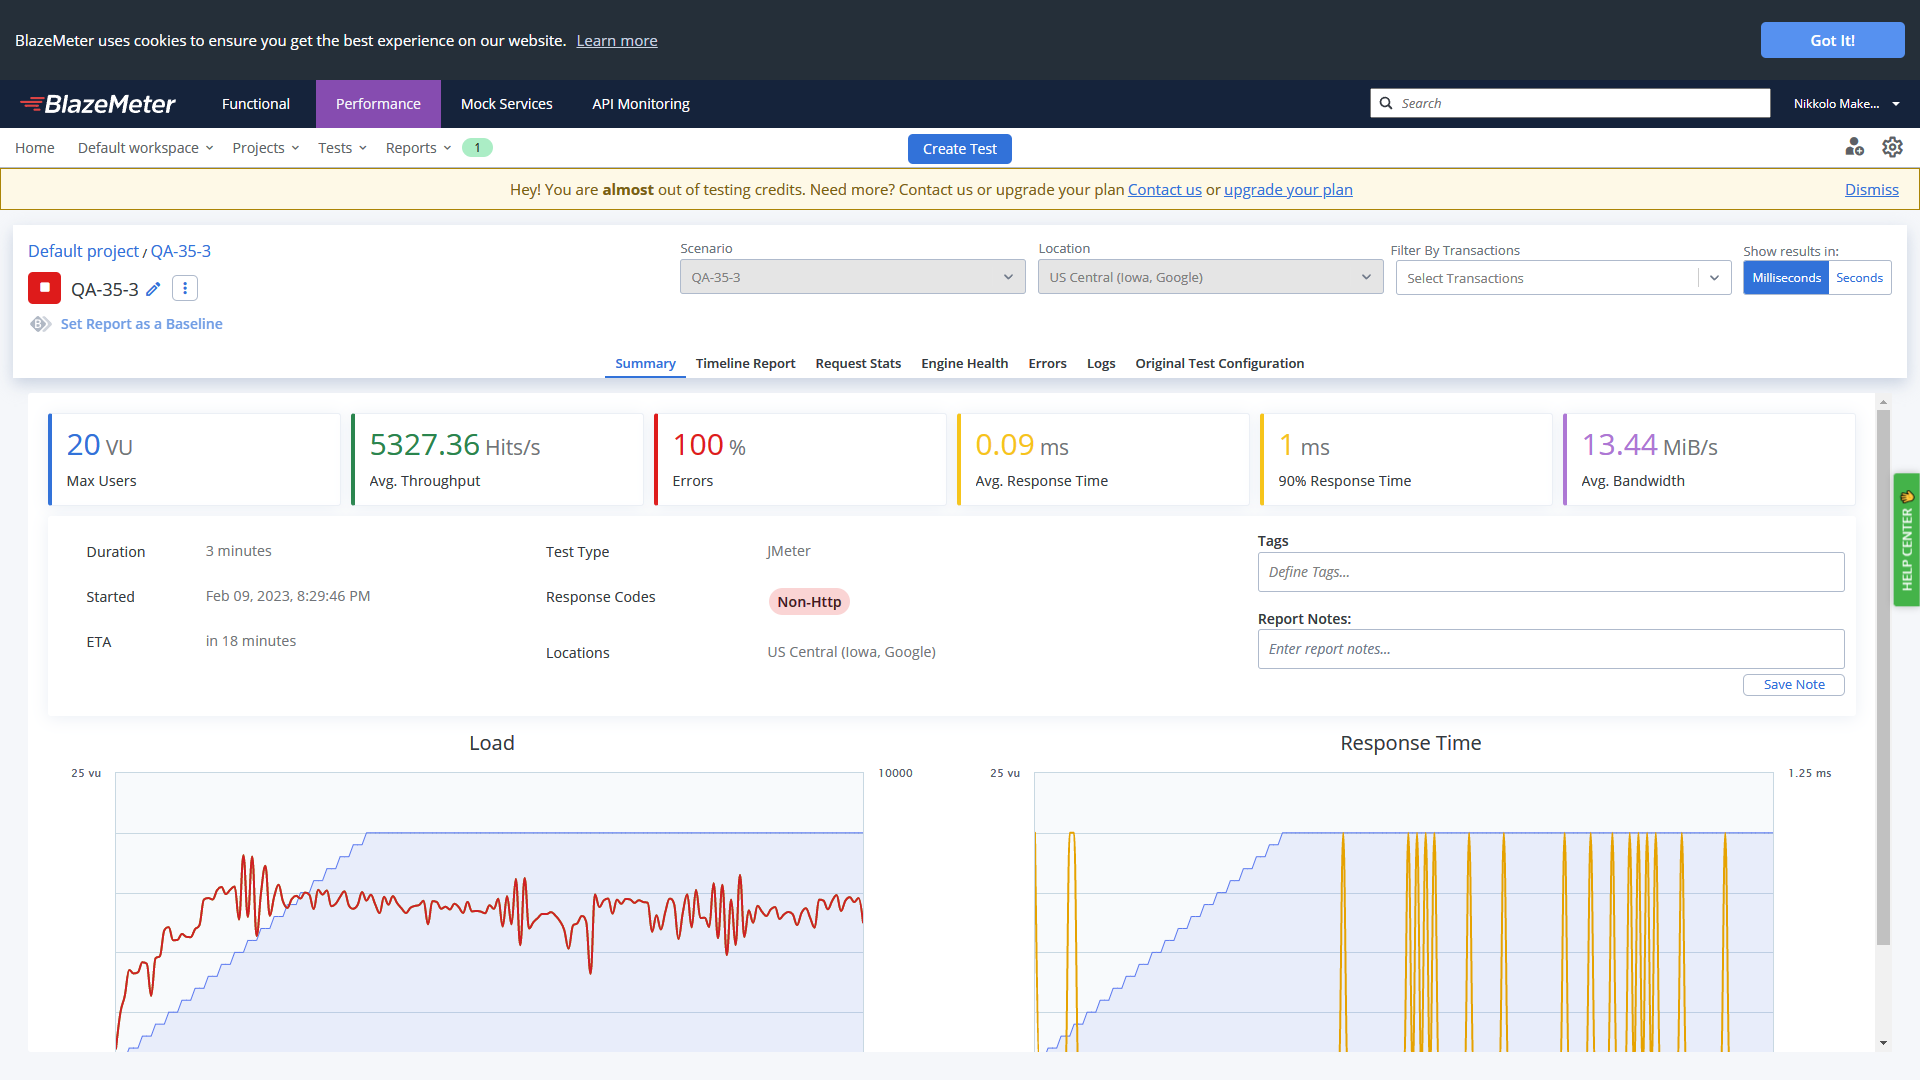 BlazeMeter uses cookies to ensure you get the best experience on our website. Learn more
Got It!
BlazeMeter
Functional
Performance
Mock Services
API Monitoring
Search
Nikkolo Make...
Home
Default workspace
Projects
Tests
Reports
1
Create Test
Hey! You are almost out of testing credits. Need more? Contact us or upgrade your plan Contact us or upgrade your plan
Dismiss
Default project / QA-35-3
QA-35-3
Set Report as a Baseline
Scenario
QA-35-3
Location
US Central (Iowa, Google)
Filter By Transactions
Select Transactions
Show results in:
Milliseconds
Seconds
Summary
Timeline Report
Request Stats
Engine Health
Errors
Logs
Original Test Configuration
20 VU
Max Users
5327.36 Hits/s
Avg. Throughput
100 %
Errors
0.09 ms
Avg. Response Time
1 ms
90% Response Time
13.44 MiB/s
Avg. Bandwidth
HELP CENTER
Duration
3 minutes
Started
Feb 09, 2023, 8:29:46 PM
ETA
in 18 minutes
Test Type
JMeter
Response Codes
Non-Http
Locations
US Central (Iowa, Google)
Tags
Define Tags...
Report Notes:
Enter report notes...
Save Note
Load
25 vu
10000
Response Time
25 vu
1.25 ms